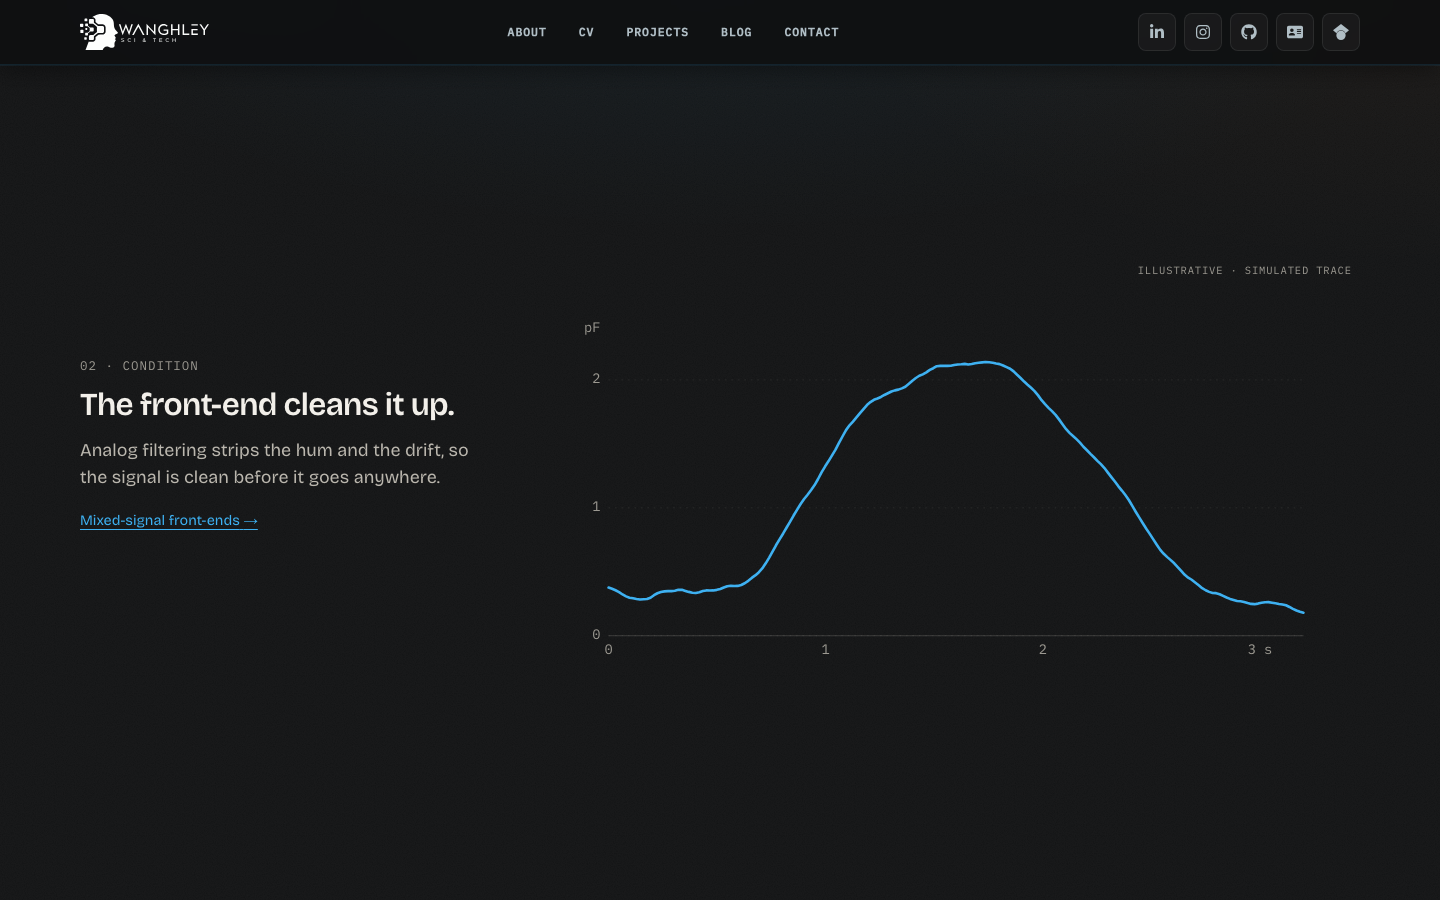 WANGHLEY
SCI & TECH
ABOUT
CV
PROJECTS
BLOG
CONTACT
ILLUSTRATIVE · SIMULATED TRACE
02 · CONDITION
The front-end cleans it up.
Analog filtering strips the hum and the drift, so
the signal is clean before it goes anywhere.
Mixed-signal front-ends →
pF
2
1
0
0
1
2
3 s